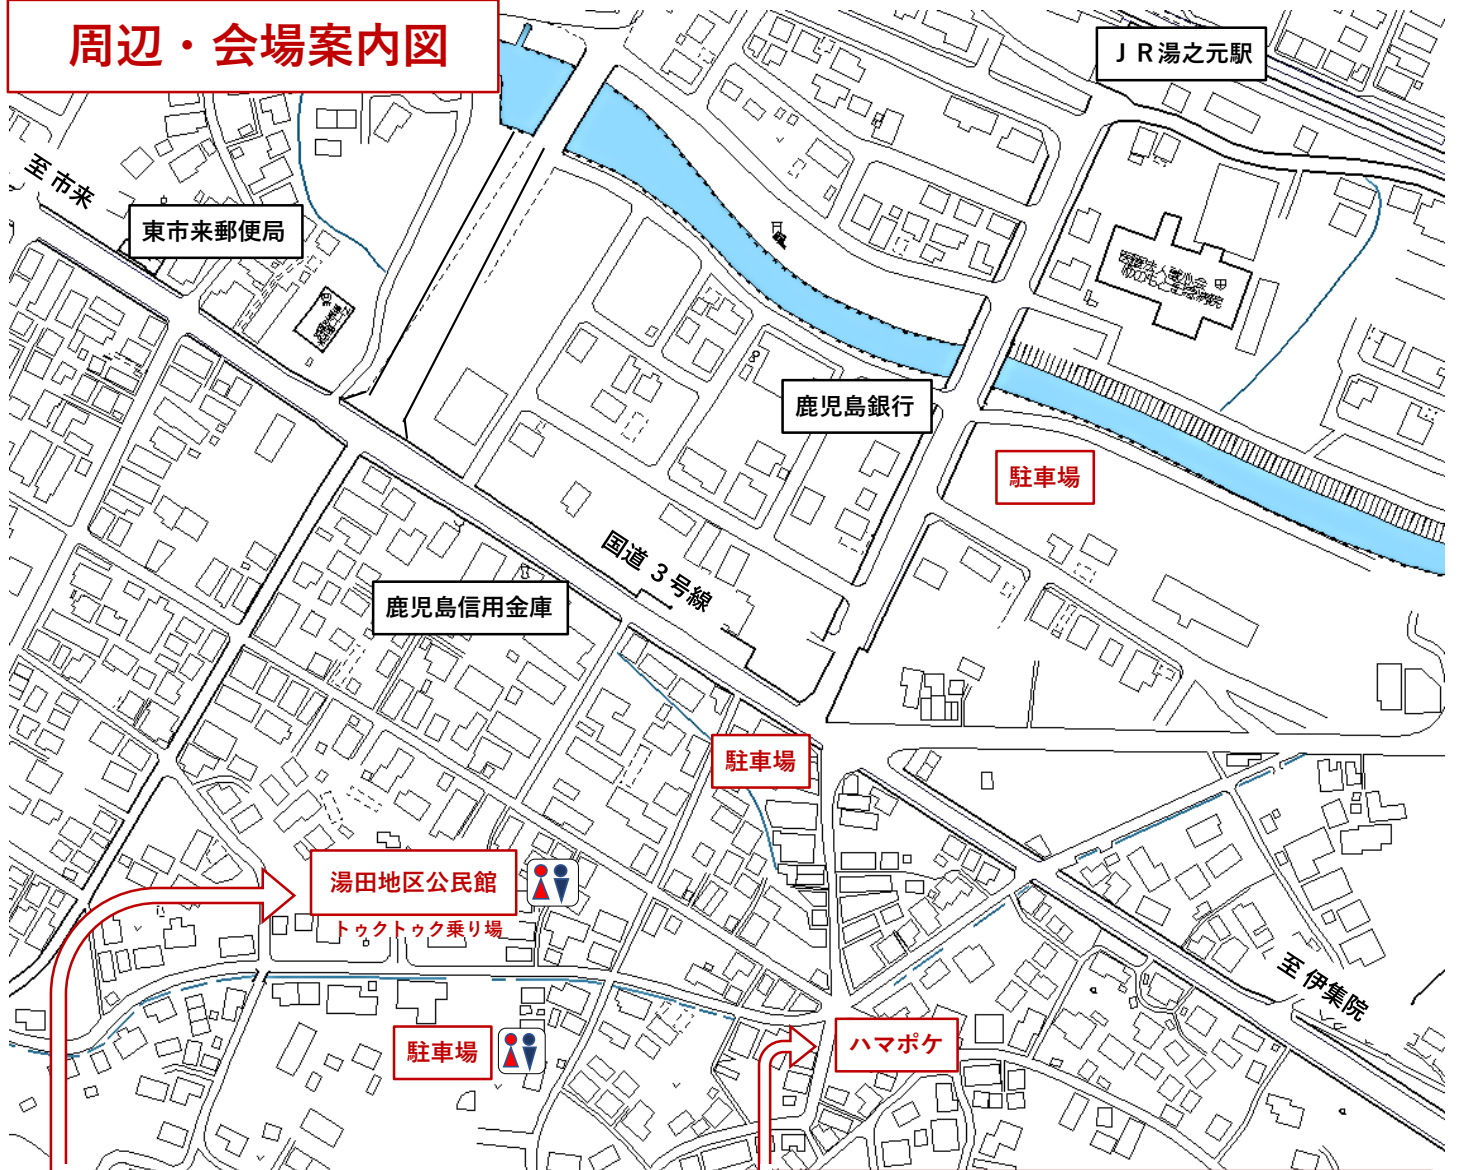 周辺・会場案内図
ＪＲ湯之元駅
至 市来
東市来郵便局
鹿児島銀行
駐車場
国道 ３号線
鹿児島信用金庫
駐車場
湯田地区公民館
トゥクトゥク乗り場
至 伊集院
駐車場
ハマポケ